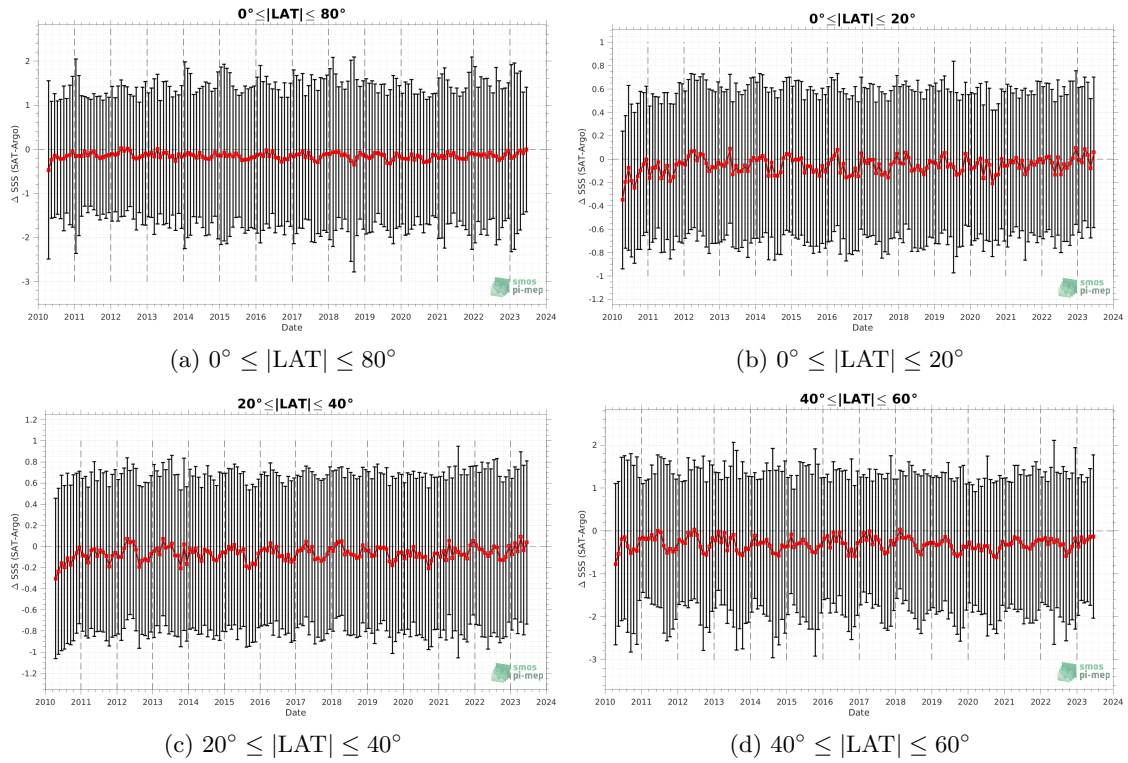 0°≤|LAT|≤ 80°
Δ SSS (SAT-Argo)
2
1
0
-1
-2
-3
2010 2011 2012 2013 2014 2015 2016 2017 2018 2019 2020 2021 2022 2023 2024
Date
smos
pi-mep
(a) 0° ≤ |LAT| ≤ 80°
0°≤|LAT|≤ 20°
Δ SSS (SAT-Argo)
1
0.8
0.6
0.4
0.2
0
-0.2
-0.4
-0.6
-0.8
-1
-1.2
2010 2011 2012 2013 2014 2015 2016 2017 2018 2019 2020 2021 2022 2023 2024
Date
smos
pi-mep
(b) 0° ≤ |LAT| ≤ 20°
20°≤|LAT|≤ 40°
Δ SSS (SAT-Argo)
1.2
1
0.8
0.6
0.4
0.2
0
-0.2
-0.4
-0.6
-0.8
-1
-1.2
2010 2011 2012 2013 2014 2015 2016 2017 2018 2019 2020 2021 2022 2023 2024
Date
smos
pi-mep
(c) 20° ≤ |LAT| ≤ 40°
40°≤|LAT|≤ 60°
Δ SSS (SAT-Argo)
2
1
0
-1
-2
-3
2010 2011 2012 2013 2014 2015 2016 2017 2018 2019 2020 2021 2022 2023 2024
Date
smos
pi-mep
(d) 40° ≤ |LAT| ≤ 60°